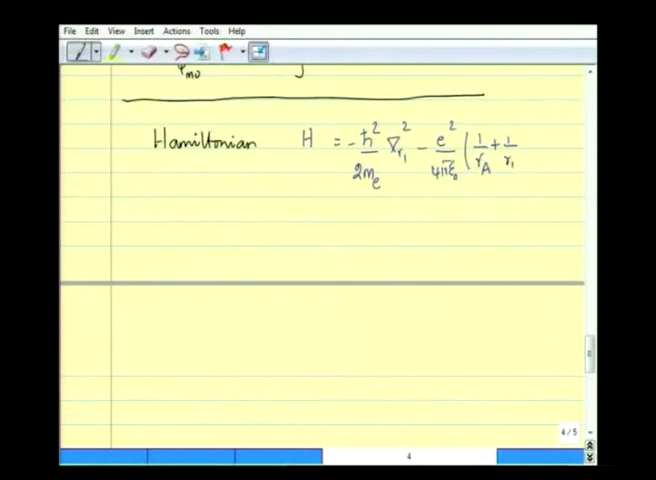 File Edit View Insert Actions Tools Help
ψmo
Hamiltonian H = -ħ²/2me ∇r₁² - e²/4πε₀ (1/rA + 1/r₁
4/5
4